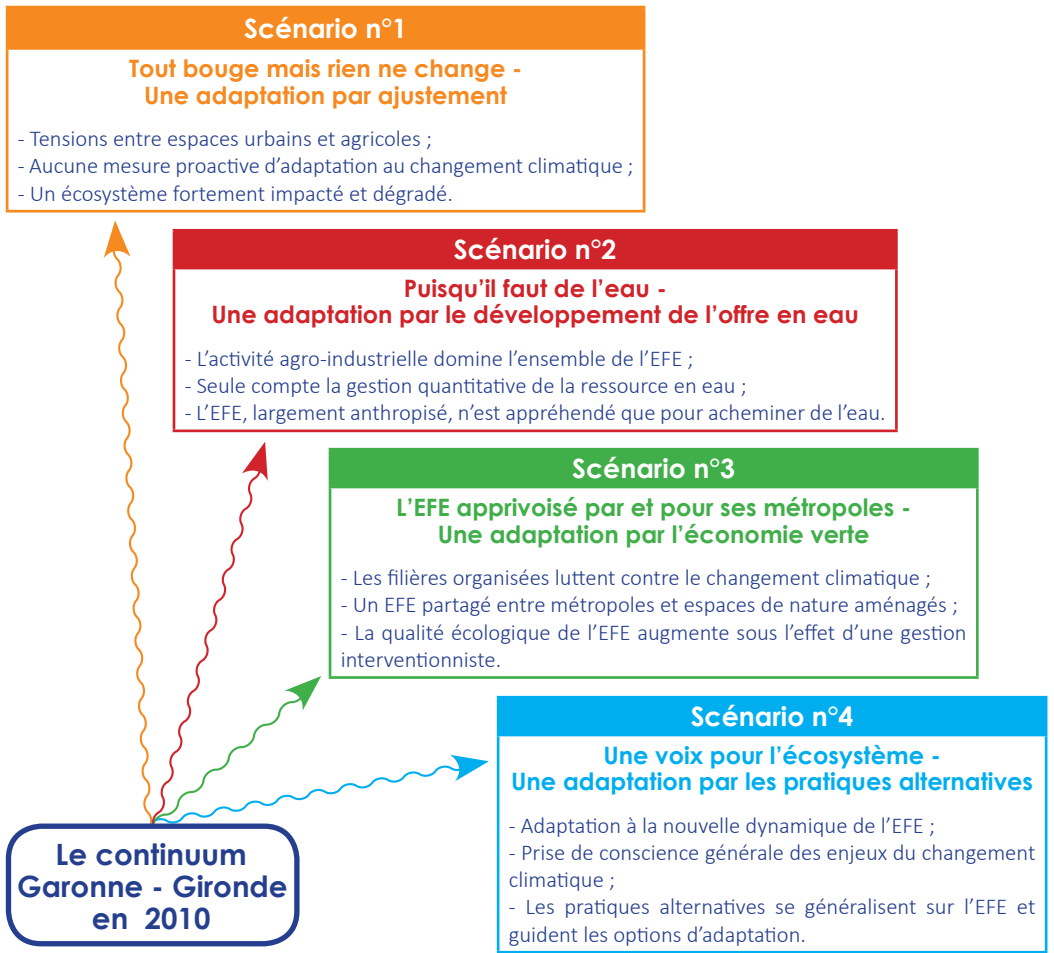 Scénario n°1
Tout bouge mais rien ne change -
Une adaptation par ajustement
- Tensions entre espaces urbains et agricoles ;
- Aucune mesure proactive d'adaptation au changement climatique ;
- Un écosystème fortement impacté et dégradé.
Scénario n°2
Puisqu'il faut de l'eau -
Une adaptation par le développement de l'offre en eau
- L'activité agro-industrielle domine l'ensemble de l'EFE ;
- Seule compte la gestion quantitative de la ressource en eau ;
- L'EFE, largement anthropisé, n'est appréhendé que pour acheminer de l'eau.
Scénario n°3
L'EFE apprivoisé par et pour ses métropoles -
Une adaptation par l'économie verte
- Les filières organisées luttent contre le changement climatique ;
- Un EFE partagé entre métropoles et espaces de nature aménagés ;
- La qualité écologique de l'EFE augmente sous l'effet d'une gestion
interventionniste.
Scénario n°4
Une voix pour l'écosystème -
Une adaptation par les pratiques alternatives
- Adaptation à la nouvelle dynamique de l'EFE ;
- Prise de conscience générale des enjeux du changement
climatique ;
- Les pratiques alternatives se généralisent sur l'EFE et
guident les options d'adaptation.
Le continuum
Garonne - Gironde
en 2010